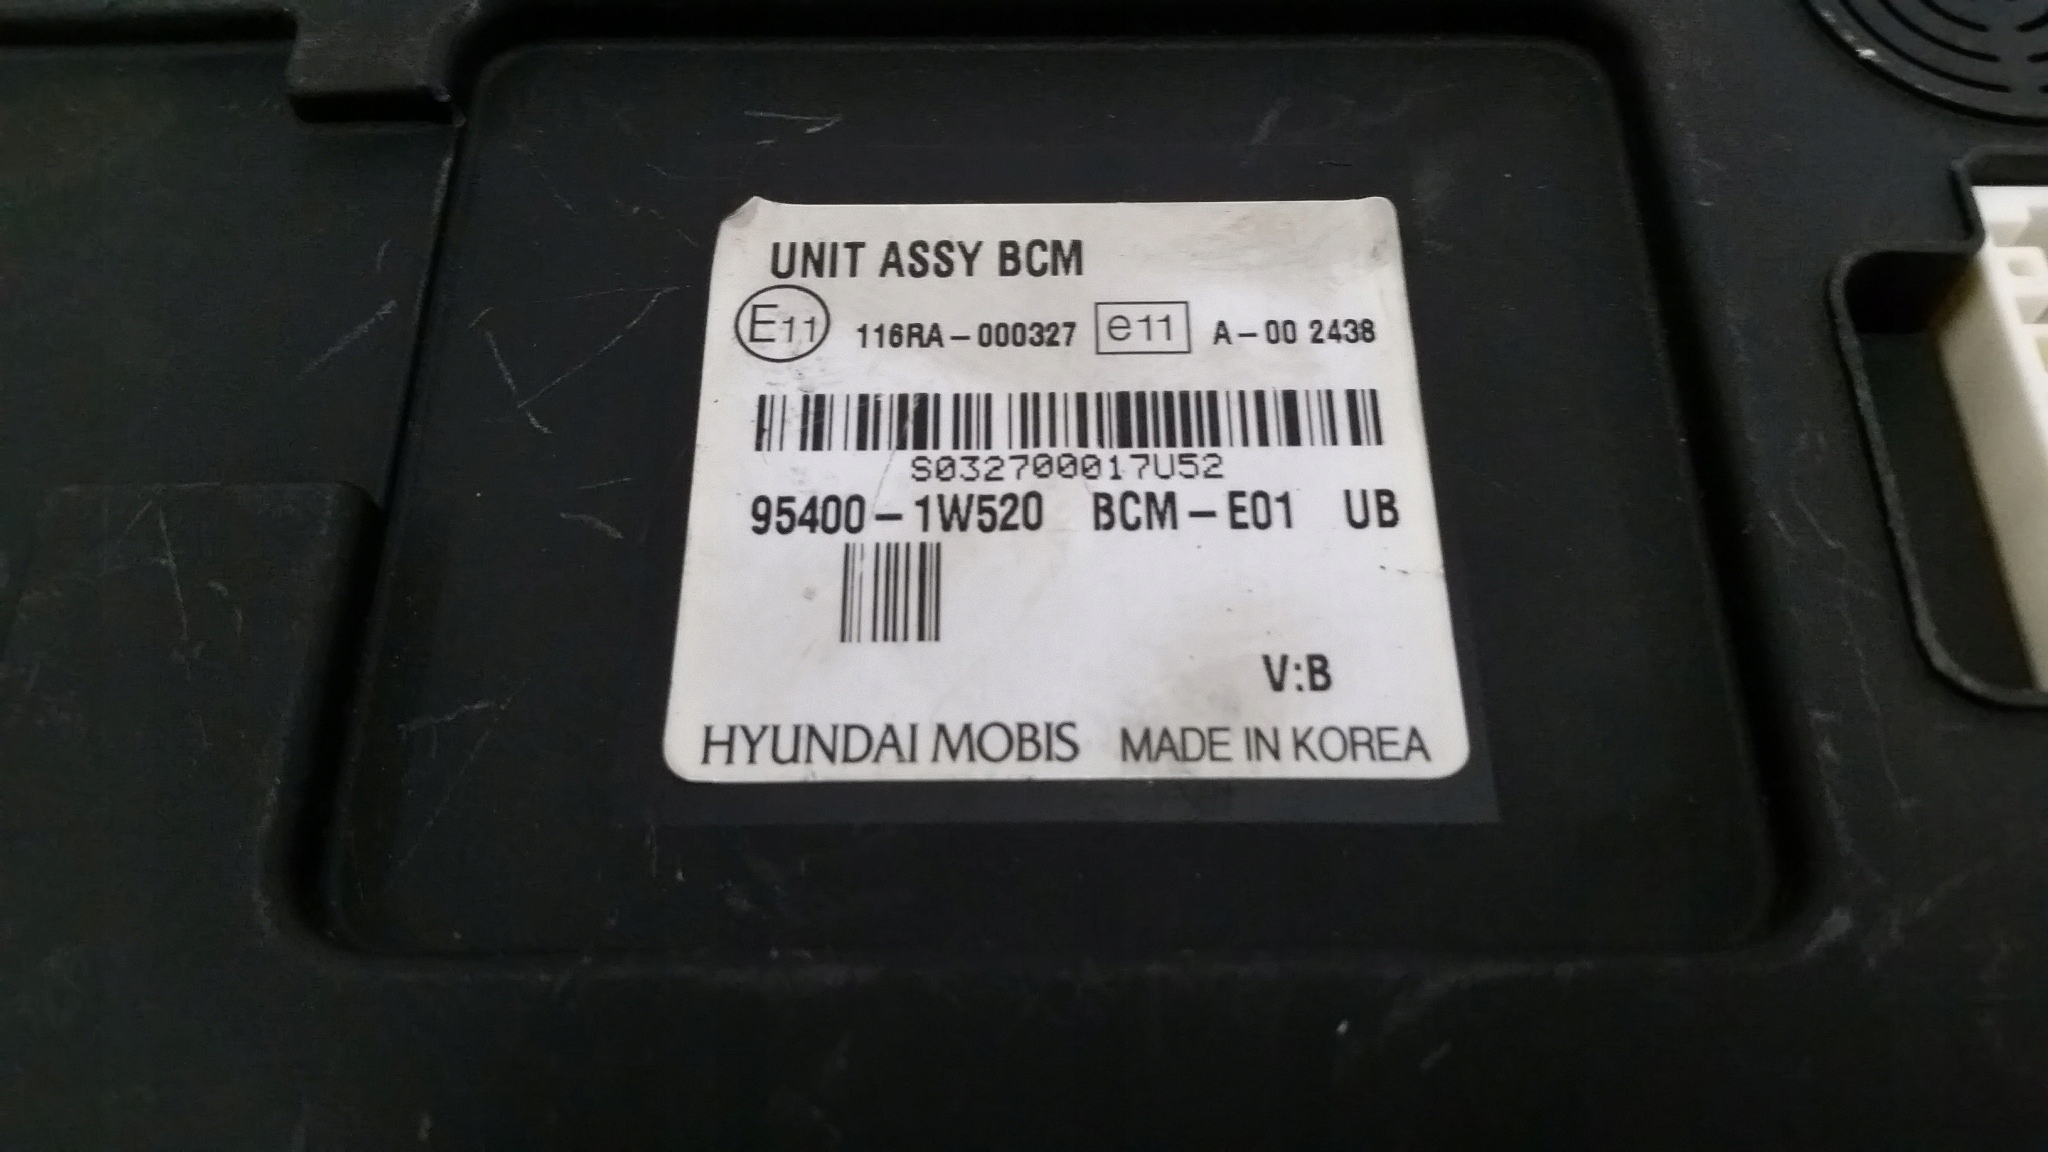 UNIT ASSY BCM
E11 116RA-000327 e11 A-00 2438
S032700017U52
95400-1W520 BCM-E01 UB
V:B
HYUNDAI MOBIS MADE IN KOREA